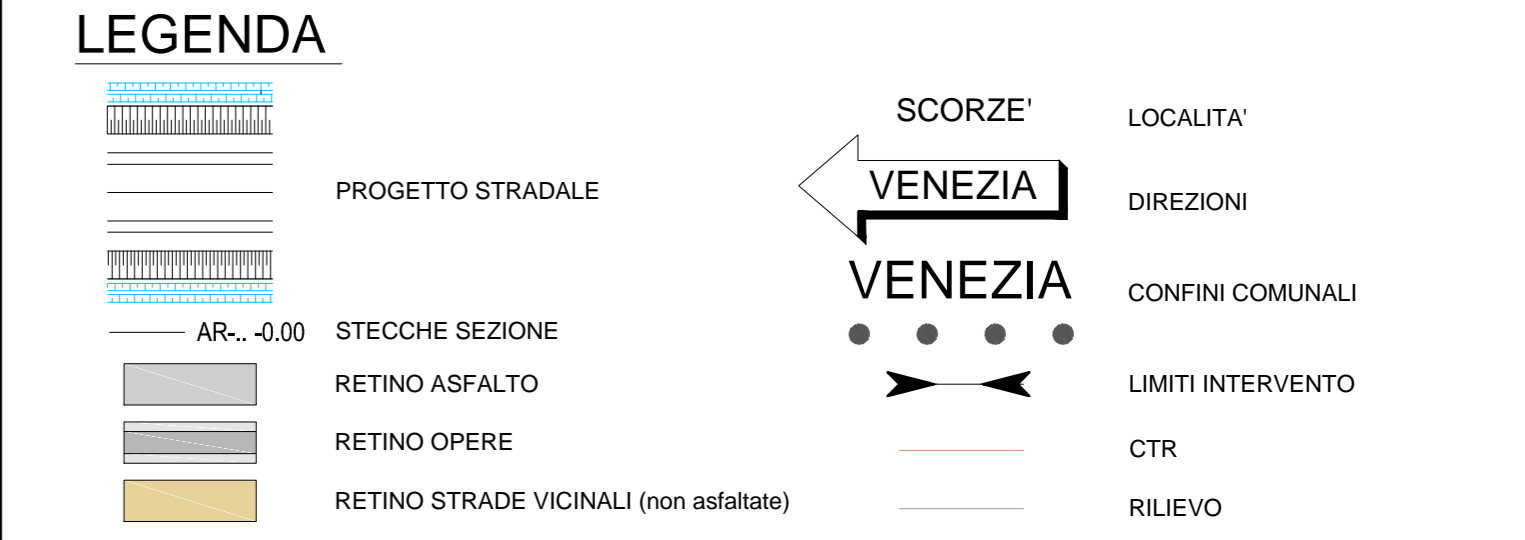 LEGENDA
PROGETTO STRADALE
AR-.. -0.00 STECCHE SEZIONE
RETINO ASFALTO
RETINO OPERE
RETINO STRADE VICINALI (non asfaltate)
SCORZE' LOCALITA'
VENEZIA DIREZIONI
VENEZIA CONFINI COMUNALI
LIMITI INTERVENTO
CTR
RILIEVO